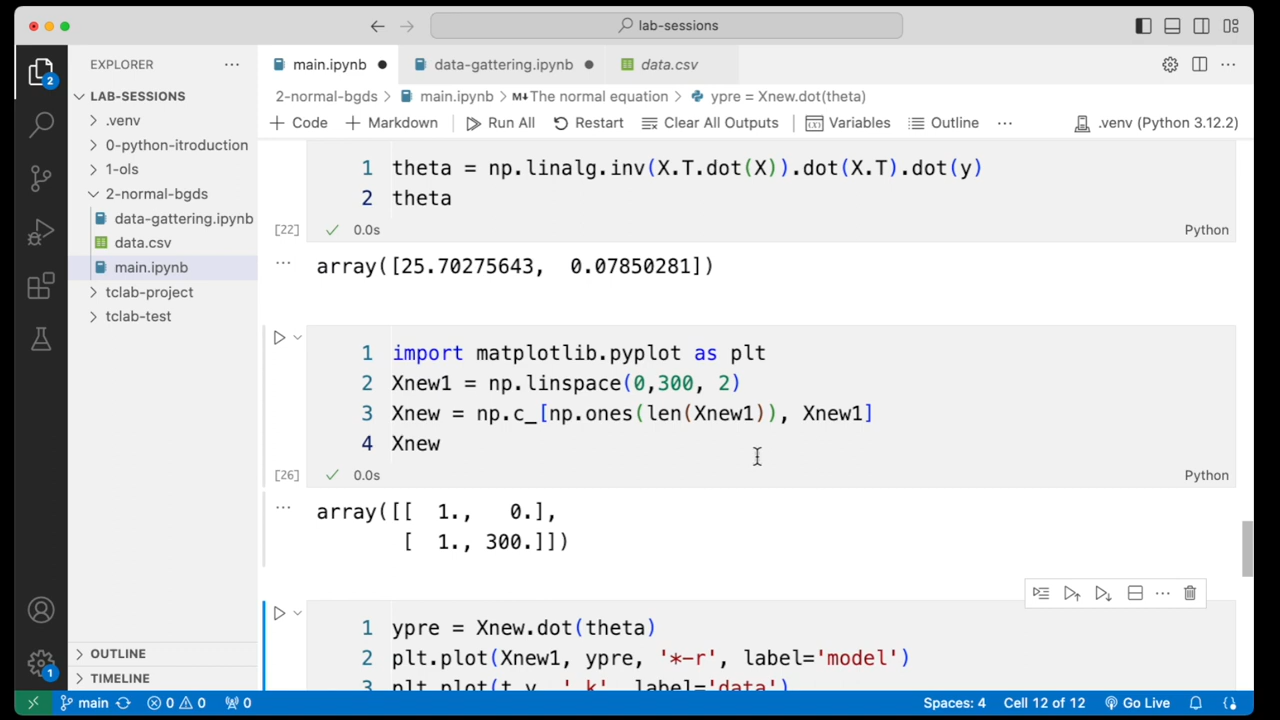 lab-sessions
2
EXPLORER
LAB-SESSIONS
.venv
0-python-itroduction
1-ols
2-normal-bgds
data-gattering.ipynb
data.csv
main.ipynb
tclab-project
tclab-test
OUTLINE
TIMELINE
1
main.ipynb data-gattering.ipynb data.csv
2-normal-bgds > main.ipynb > M↓The normal equation > ypre = Xnew.dot(theta)
Code Markdown Run All Restart Clear All Outputs Variables Outline ... .venv (Python 3.12.2)
1 theta = np.linalg.inv(X.T.dot(X)).dot(X.T).dot(y)
2 theta
[22] 0.0s Python
array([25.70275643, 0.07850281])
1 import matplotlib.pyplot as plt
2 Xnew1 = np.linspace(0,300, 2)
3 Xnew = np.c_[np.ones(len(Xnew1)), Xnew1]
4 Xnew
[26] 0.0s Python
array([[ 1., 0.],
[ 1., 300.]])
1 ypre = Xnew.dot(theta)
2 plt.plot(Xnew1, ypre, '*-r', label='model')
3 plt.plot(t,y, '.k', label='data')
main 0 0 0 Spaces: 4 Cell 12 of 12 Go Live